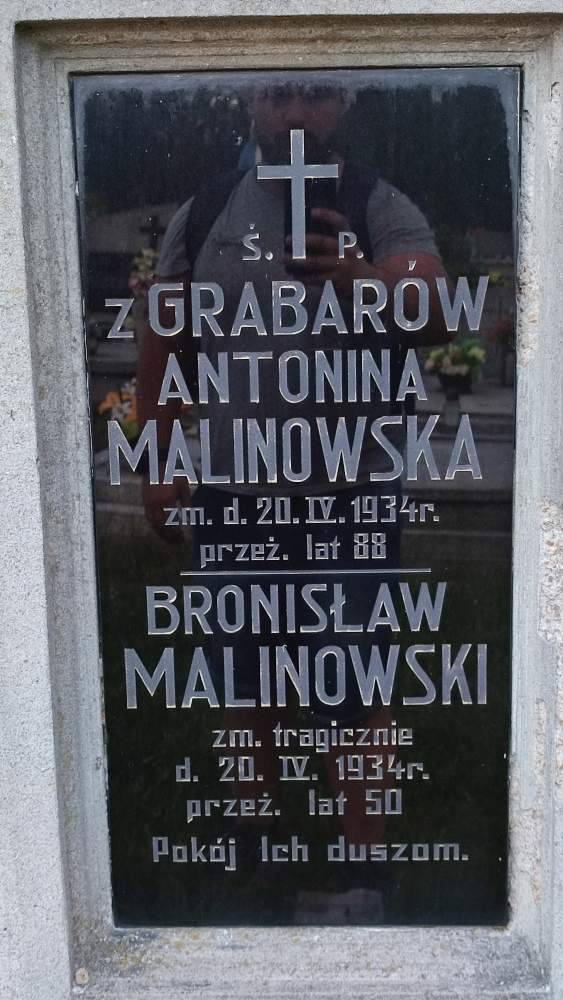 Ś. P.
z GRABARÓW
ANTONINA
MALINOWSKA
zm. d. 20. IV. 1934r.
przeż. lat 88
BRONISŁAW
MALINOWSKI
zm. tragicznie
d. 20. IV. 1934r.
przeż. lat 50
Pokój Ich duszom.